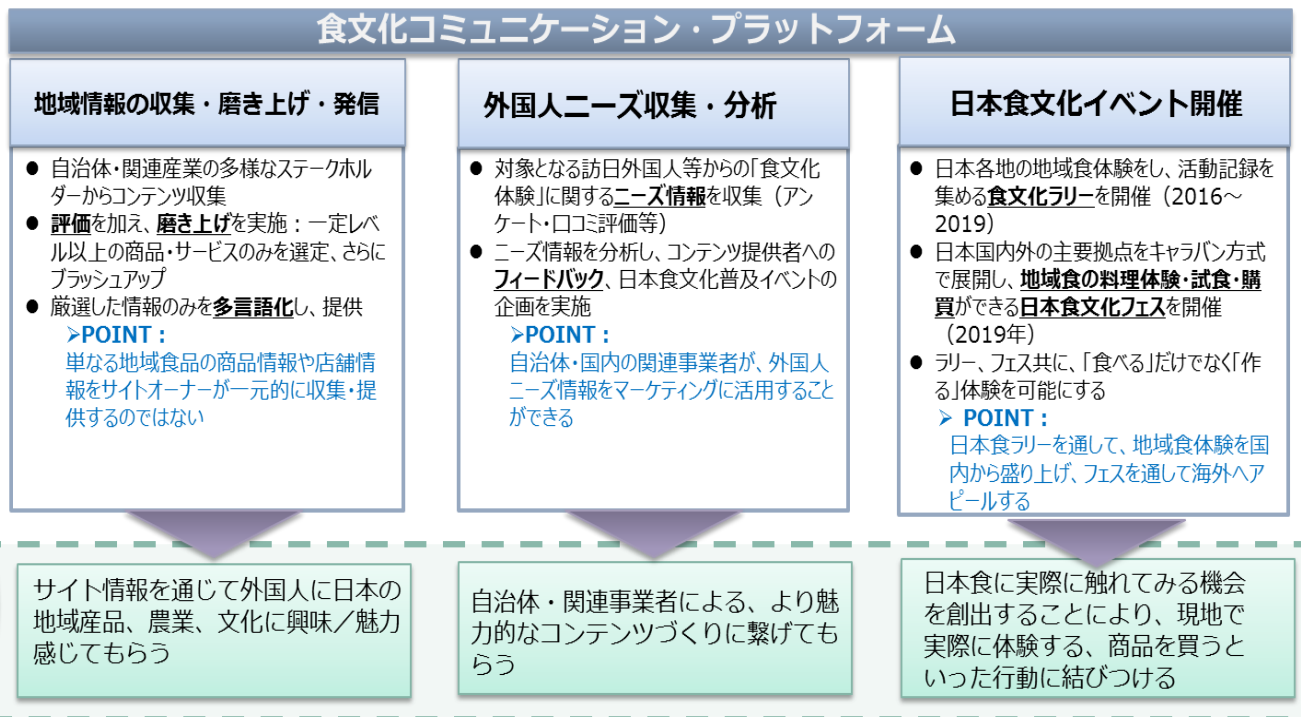 食文化コミュニケーション・プラットフォーム
地域情報の収集・磨き上げ・発信
● 自治体・関連産業の多様なステークホル
ダーからコンテンツ収集
● 評価を加え、磨き上げを実施：一定レベ
ル以上の商品・サービスのみを選定、さらに
ブラッシュアップ
● 厳選した情報のみを多言語化し、提供
➢POINT：
単なる地域食品の商品情報や店舗情
報をサイトオーナーが一元的に収集・提
供するのではない
サイト情報を通じて外国人に日本の
地域産品、農業、文化に興味／魅力
感じてもらう
外国人ニーズ収集・分析
● 対象となる訪日外国人等からの「食文化
体験」に関するニーズ情報を収集（アン
ケート・口コミ評価等）
● ニーズ情報を分析し、コンテンツ提供者への
フィードバック、日本食文化普及イベントの
企画を実施
➢POINT：
自治体・国内の関連事業者が、外国人
ニーズ情報をマーケティングに活用すること
ができる
自治体・関連事業者による、より魅
力的なコンテンツづくりに繋げても
らう
日本食文化イベント開催
● 日本各地の地域食体験をし、活動記録を
集める食文化ラリーを開催（2016～
2019）
● 日本国内外の主要拠点をキャラバン方式
で展開し、地域食の料理体験・試食・購
買ができる日本食文化フェスを開催
（2019年）
● ラリー、フェス共に、「食べる」だけでなく「作
る」体験を可能にする
➢ POINT：
日本食ラリーを通して、地域食体験を国
内から盛り上げ、フェスを通して海外へア
ピールする
日本食に実際に触れてみる機会
を創出することにより、現地で
実際に体験する、商品を買うと
いった行動に結びつける